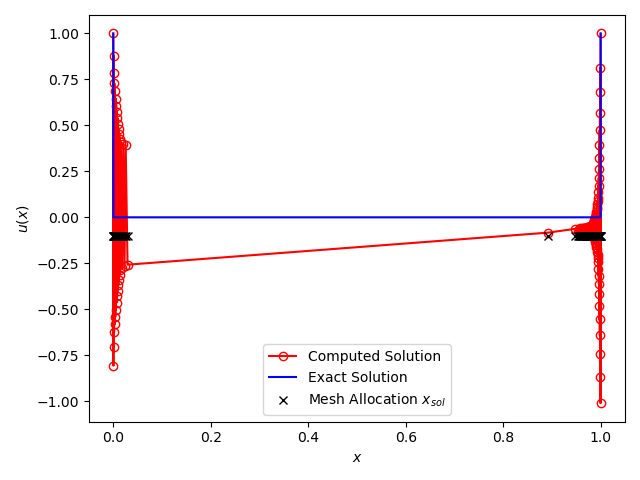 1.00
0.75
0.50
0.25
0.00
−0.25
−0.50
−0.75
−1.00
u(x)
Computed Solution
Exact Solution
Mesh Allocation x_sol
0.0 0.2 0.4 0.6 0.8 1.0
x